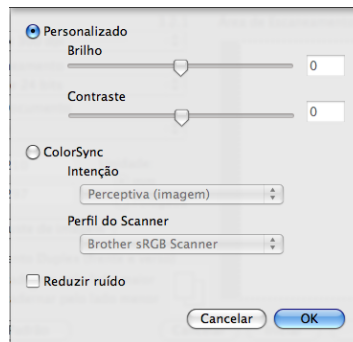 Personalizado
Brilho
0
Contraste
0
ColorSync
Intenção
Perceptiva (imagem)
Perfil do Scanner
Brother sRGB Scanner
Reduzir ruído
Cancelar OK